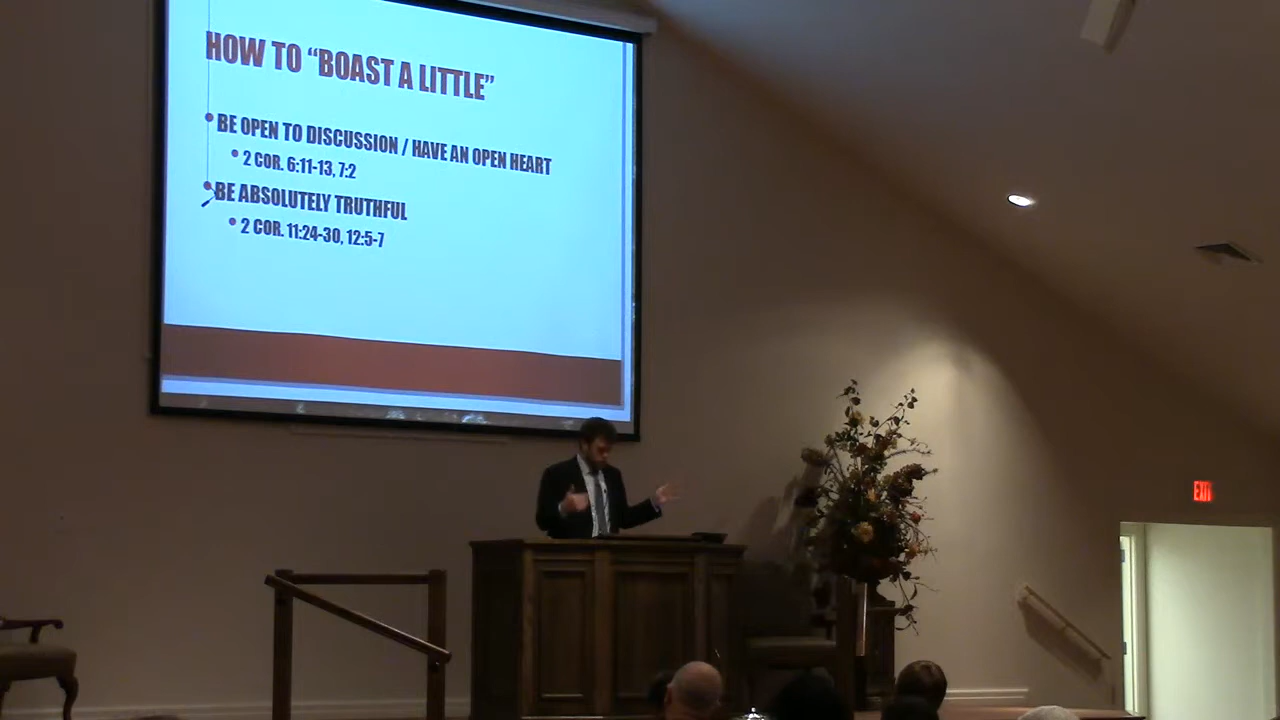 HOW TO “BOAST A LITTLE”
• BE OPEN TO DISCUSSION / HAVE AN OPEN HEART
• 2 COR. 6:11-13, 7:2
• BE ABSOLUTELY TRUTHFUL
• 2 COR. 11:24-30, 12:5-7
EXIT